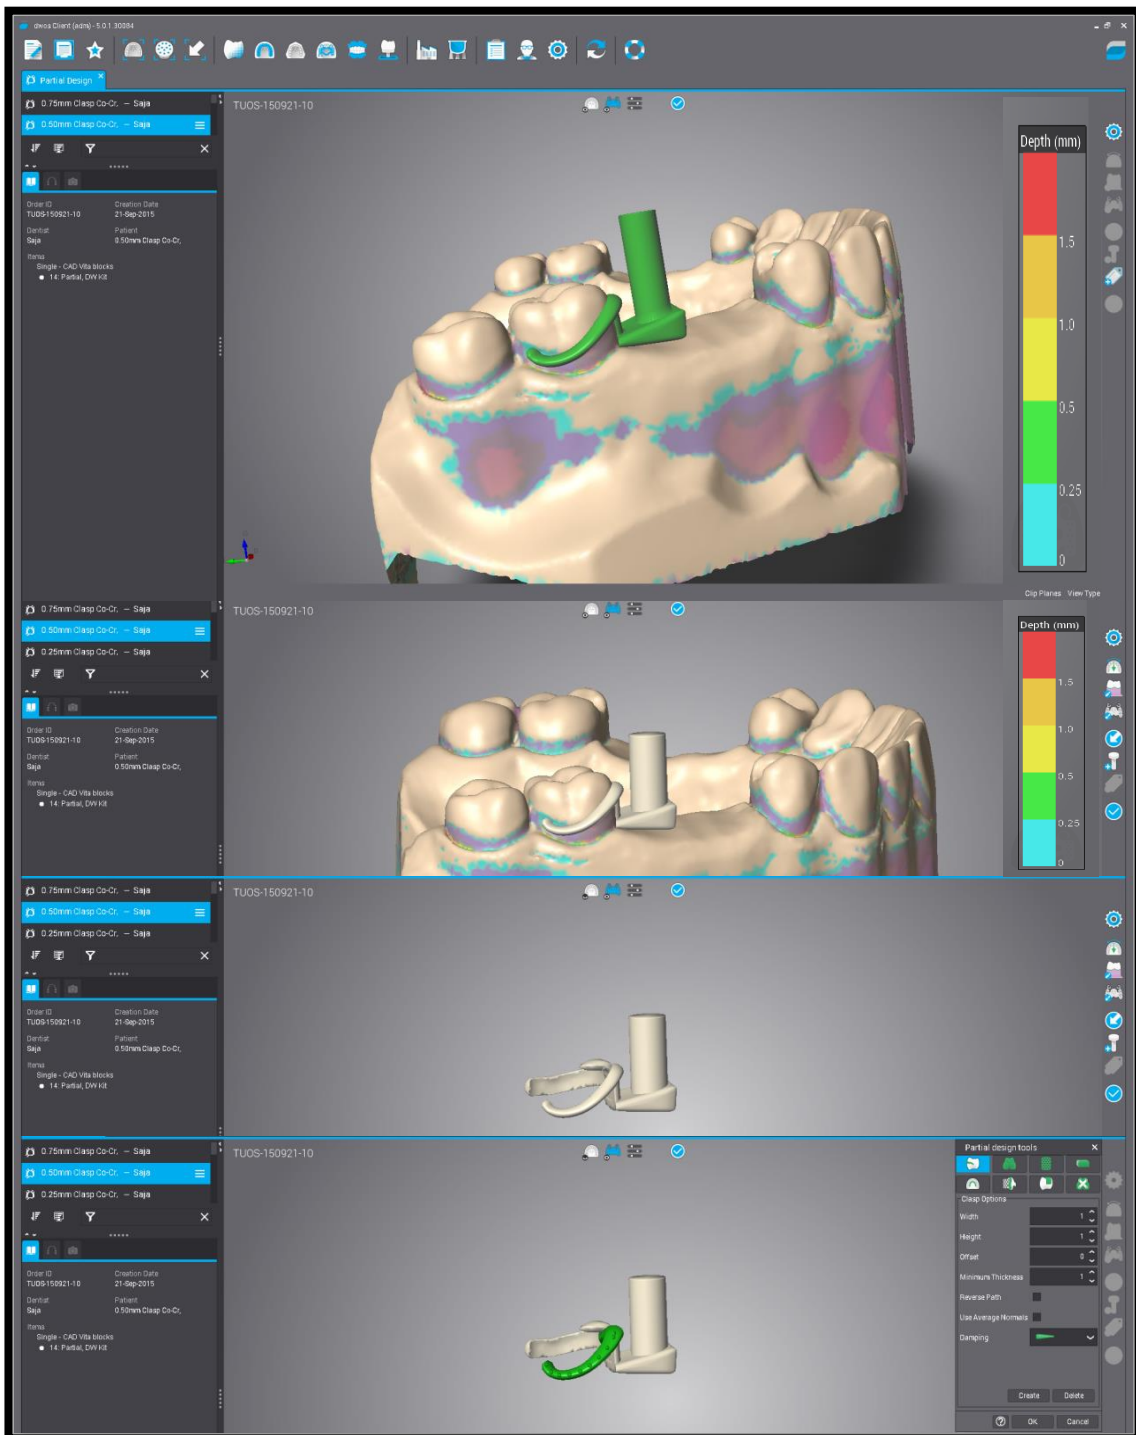 dwos Client (adm) - 5.0.1.30084
Partial Design
0.75mm Clasp Co-Cr, — Saja
0.50mm Clasp Co-Cr, — Saja
Order ID Creation Date
TUOS-150921-10 21-Sep-2015
Dentist Patient
Saja 0.50mm Clasp Co-Cr,
Items
Single - CAD Vita blocks
14: Partial, DW Kit
TUOS-150921-10
Depth (mm)
1.5
1.0
0.5
0.25
0
Clip Planes View Type
0.75mm Clasp Co-Cr, — Saja
0.50mm Clasp Co-Cr, — Saja
0.25mm Clasp Co-Cr, — Saja
Order ID Creation Date
TUOS-150921-10 21-Sep-2015
Dentist Patient
Saja 0.50mm Clasp Co-Cr,
Items
Single - CAD Vita blocks
14: Partial, DW Kit
TUOS-150921-10
Depth (mm)
1.5
1.0
0.5
0.25
0
0.75mm Clasp Co-Cr, — Saja
0.50mm Clasp Co-Cr, — Saja
0.25mm Clasp Co-Cr, — Saja
Order ID Creation Date
TUOS-150921-10 21-Sep-2015
Dentist Patient
Saja 0.50mm Clasp Co-Cr,
Items
Single - CAD Vita blocks
14: Partial, DW Kit
TUOS-150921-10
0.75mm Clasp Co-Cr, — Saja
0.50mm Clasp Co-Cr, — Saja
0.25mm Clasp Co-Cr, — Saja
Order ID Creation Date
TUOS-150921-10 21-Sep-2015
Dentist Patient
Saja 0.50mm Clasp Co-Cr,
Items
Single - CAD Vita blocks
14: Partial, DW Kit
TUOS-150921-10
Partial design tools
Clasp Options
Width 1
Height 1
Offset 0
Minimum Thickness 1
Reverse Path
Use Average Normals
Damping
Create Delete
OK Cancel